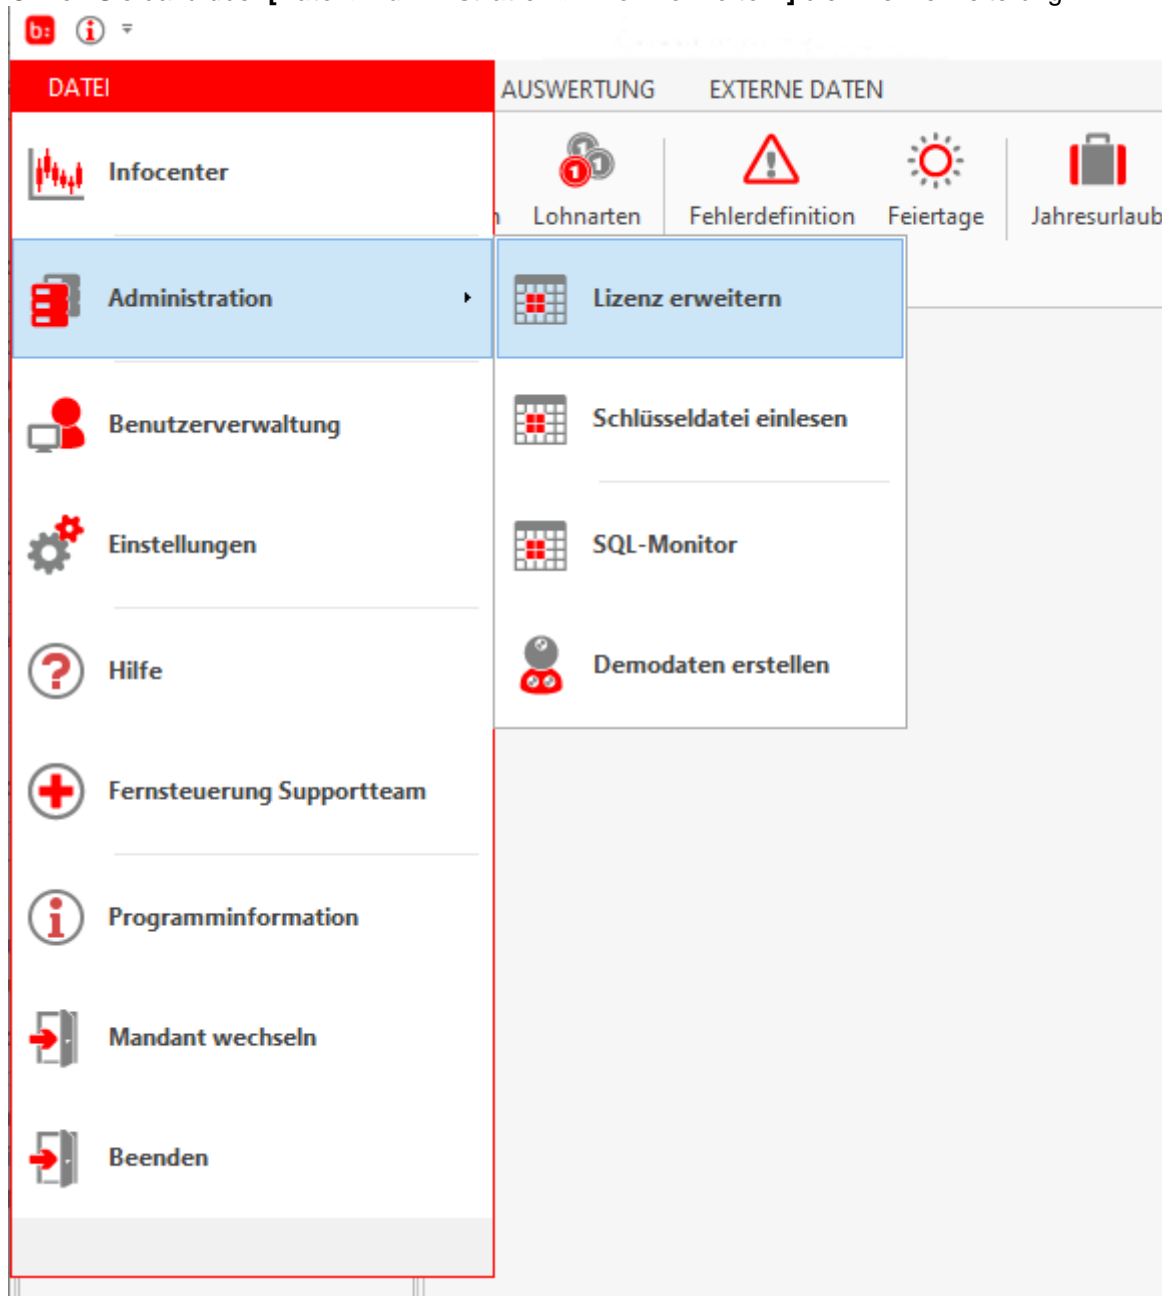 b:
DATEI
AUSWERTUNG
EXTERNE DATEN
Infocenter
Lohnarten
Fehlerdefinition
Feiertage
Jahresurlaub
Administration
Lizenz erweitern
Benutzerverwaltung
Schlüsseldatei einlesen
Einstellungen
SQL-Monitor
Hilfe
Demodaten erstellen
Fernsteuerung Supportteam
Programminformation
Mandant wechseln
Beenden